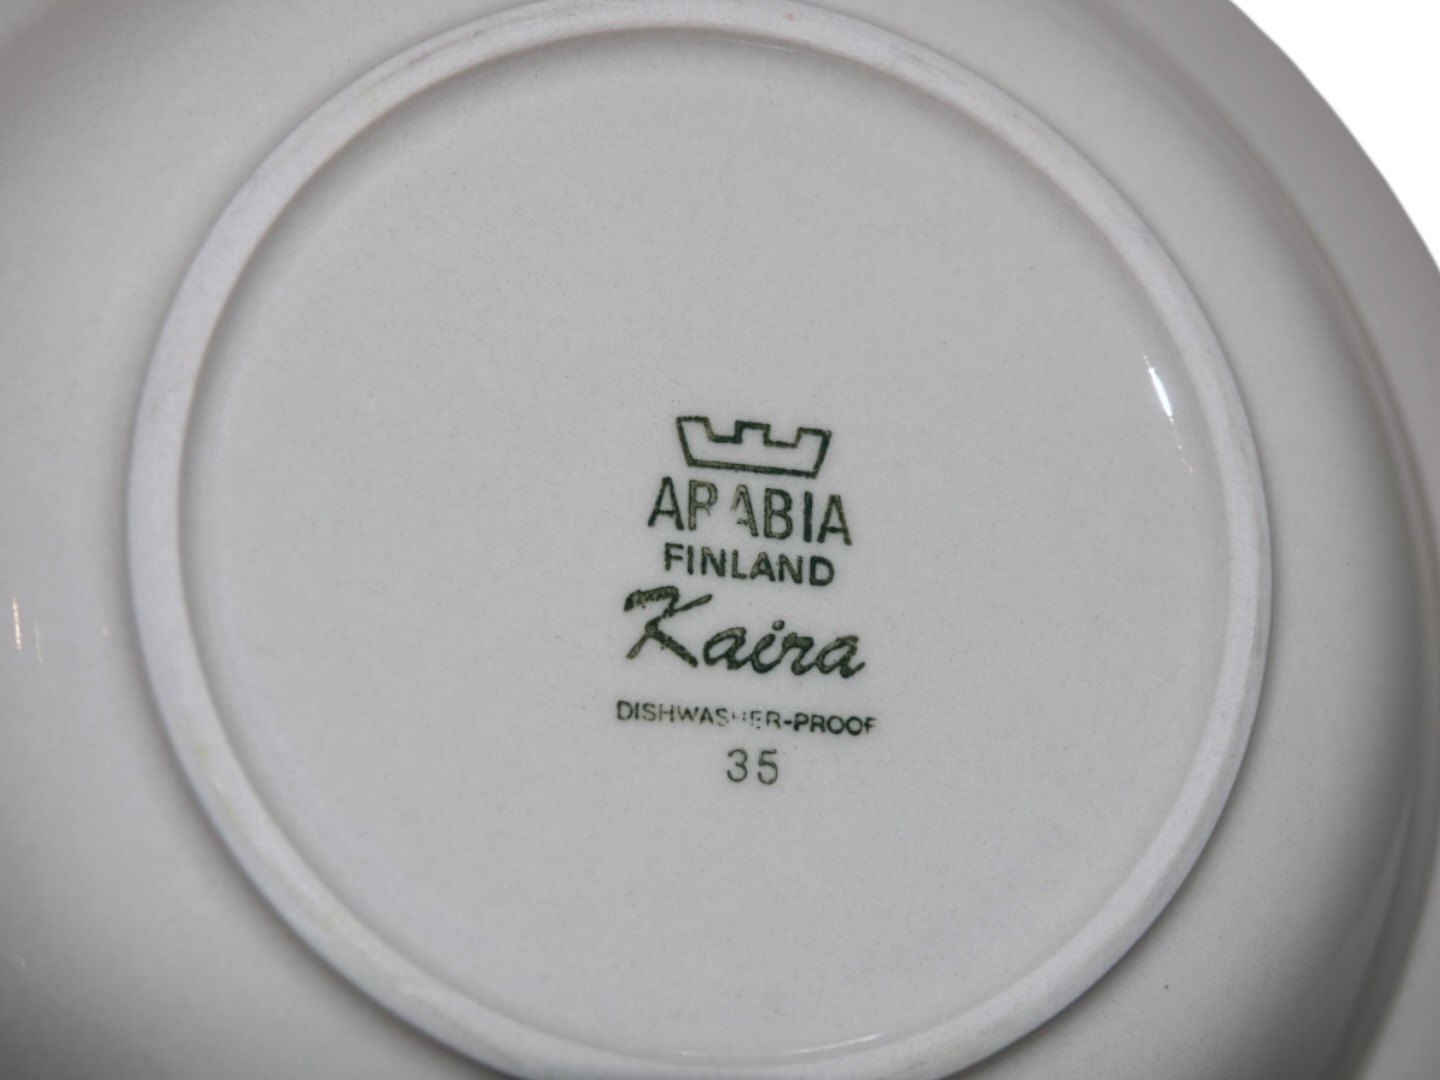 ARABIA
FINLAND
Kaira
DISHWASHER-PROOF
35